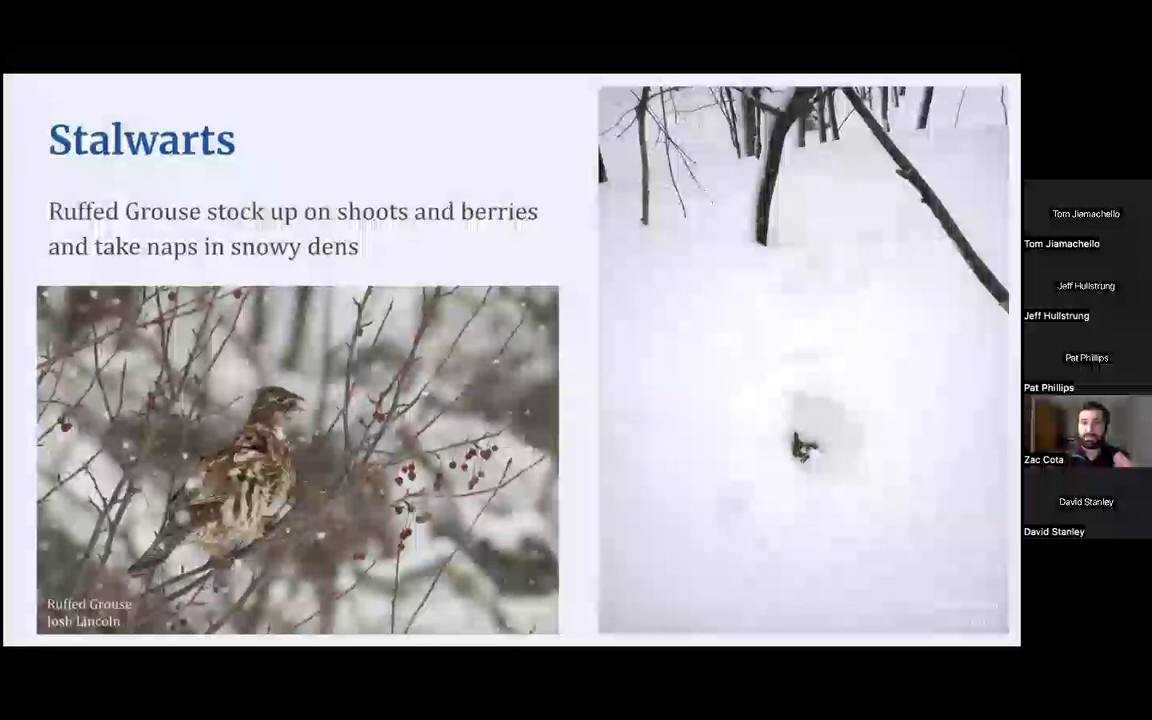 Stalwarts
Ruffed Grouse stock up on shoots and berries
and take naps in snowy dens
Ruffed Grouse
Josh Lincoln
Tom Jiamachello
Tom Jiamachello
Jeff Hullstrung
Jeff Hullstrung
Pat Phillips
Pat Phillips
Zac Cota
David Stanley
David Stanley